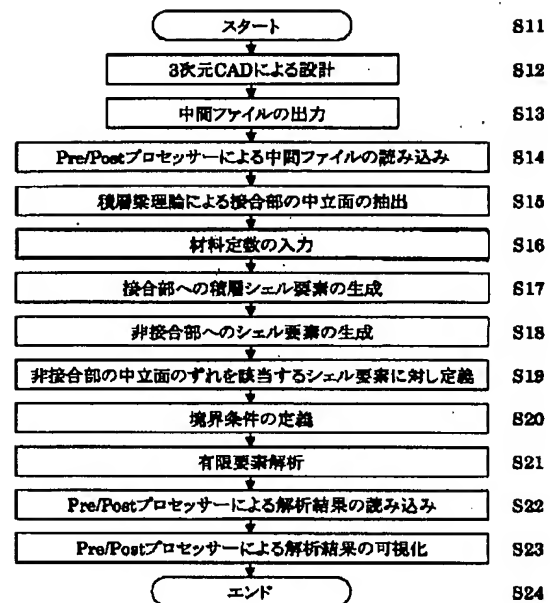 スタート S11
3次元CADによる設計 S12
中間ファイルの出力 S13
Pre/Postプロセッサーによる中間ファイルの読み込み S14
積層梁理論による接合部の中立面の抽出 S15
材料定数の入力 S16
接合部への積層シェル要素の生成 S17
非接合部へのシェル要素の生成 S18
非接合部の中立面のずれを該当するシェル要素に対し定義 S19
境界条件の定義 S20
有限要素解析 S21
Pre/Postプロセッサーによる解析結果の読み込み S22
Pre/Postプロセッサーによる解析結果の可視化 S23
エンド S24